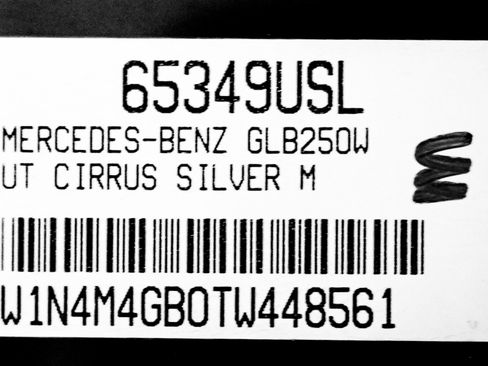 65349USL
MERCEDES-BENZ GLB250W
UT CIRRUS SILVER M
W1N4M4GB0TW448561